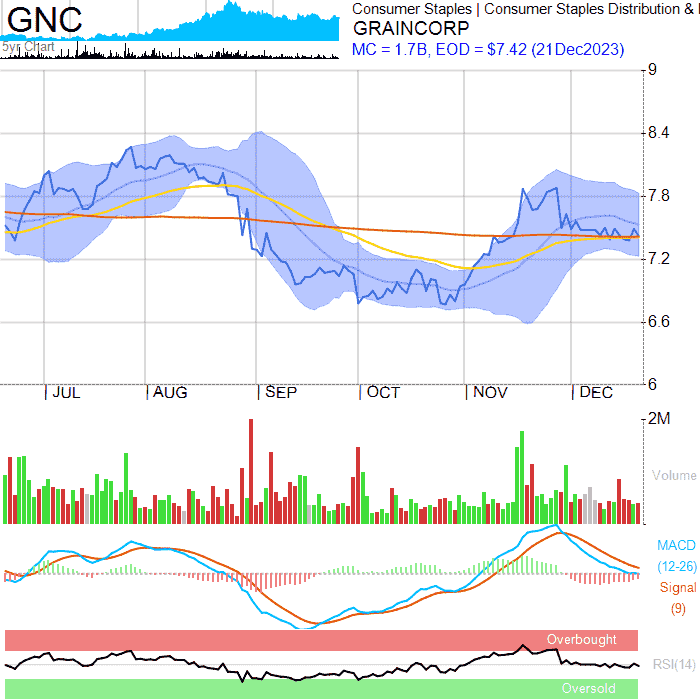 GNC
5yr Chart
Consumer Staples | Consumer Staples Distribution &
GRAINCORP
MC = 1.7B, EOD = $7.42 (21Dec2023)
9
8.4
7.8
7.2
6.6
6
JUL AUG SEP OCT NOV DEC
2M
Volume
MACD
(12-26)
Signal
(9)
Overbought
RSI(14)
Oversold